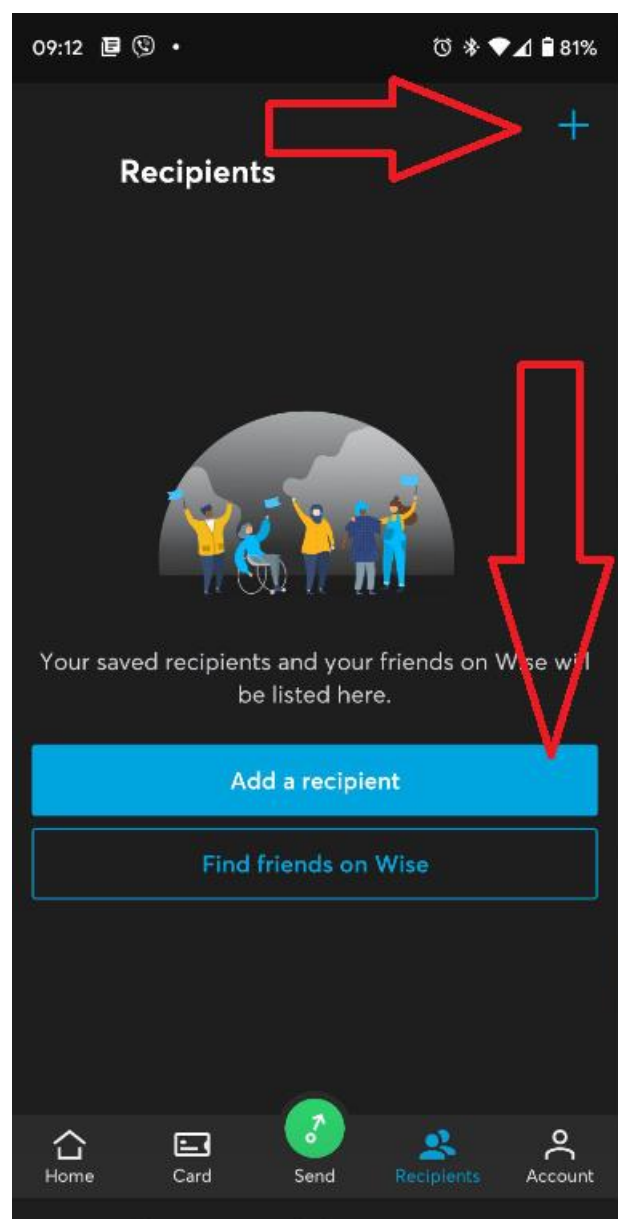 09:12
81%
Recipients
Your saved recipients and your friends on Wise will
be listed here.
Add a recipient
Find friends on Wise
Home Card Send Recipients Account